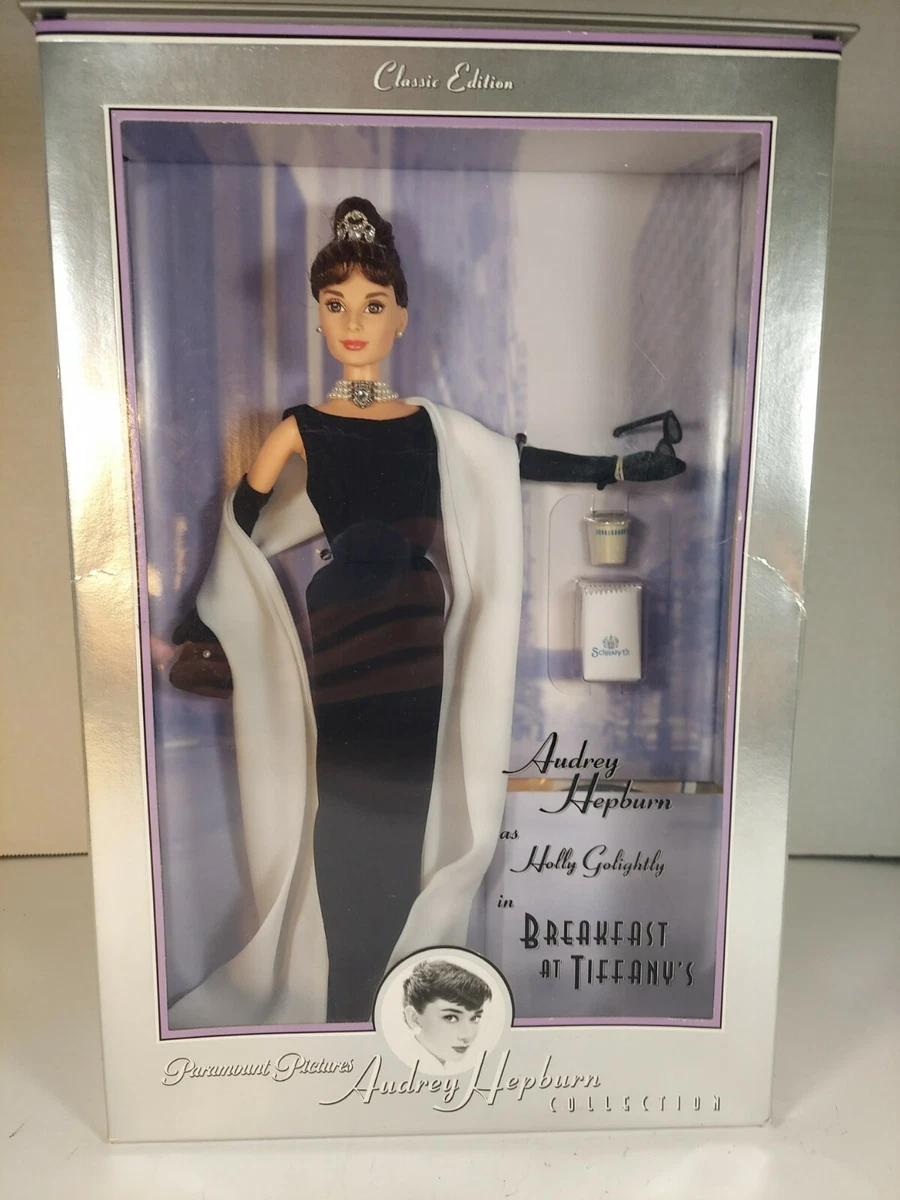 Classic Edition
Audrey
Hepburn
as
Holly Golightly
in
BREAKFAST
AT TIFFANY'S
Paramount Pictures
Audrey Hepburn
COLLECTION